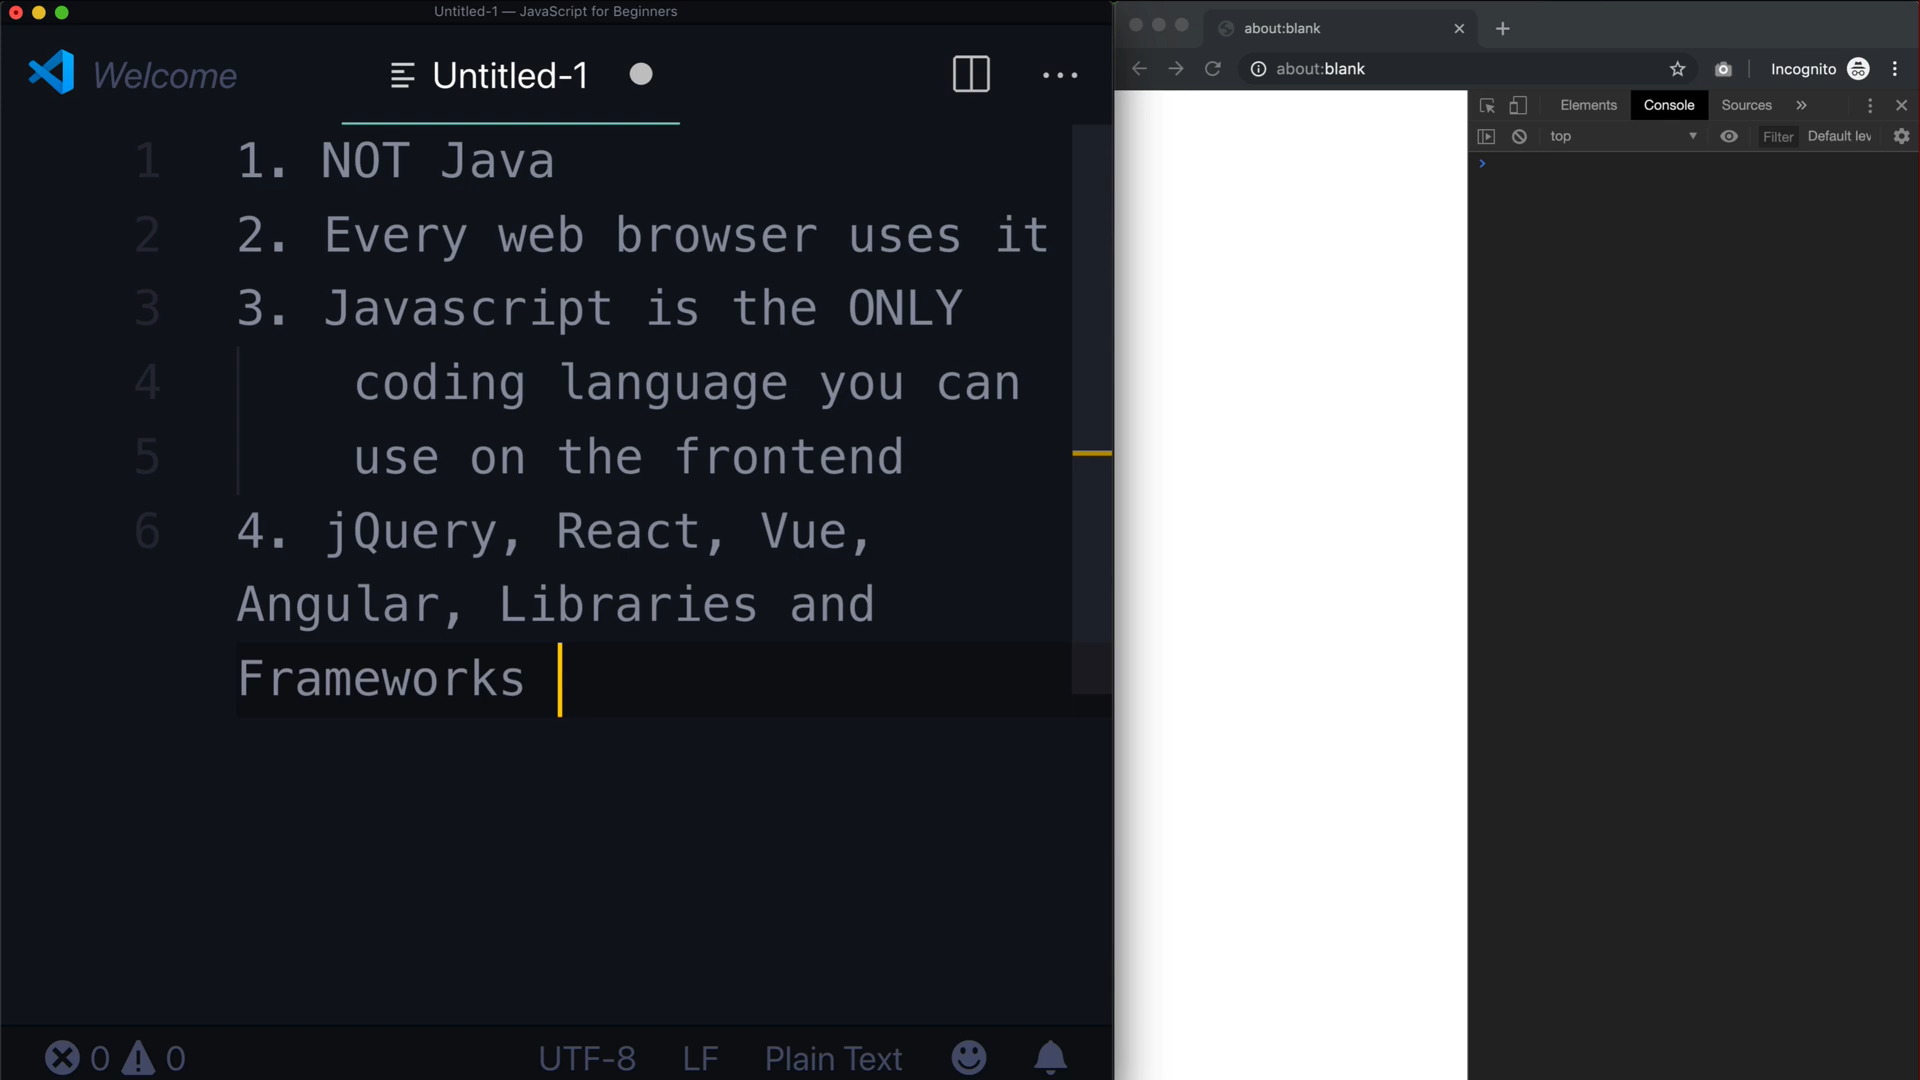 Untitled-1 — JavaScript for Beginners
Welcome
Untitled-1
1 1. NOT Java
2 2. Every web browser uses it
3 3. Javascript is the ONLY
4 coding language you can
5 use on the frontend
6 4. jQuery, React, Vue,
Angular, Libraries and
Frameworks
0 0 UTF-8 LF Plain Text
about:blank
about:blank Incognito
Elements Console Sources »
top Filter Default lev